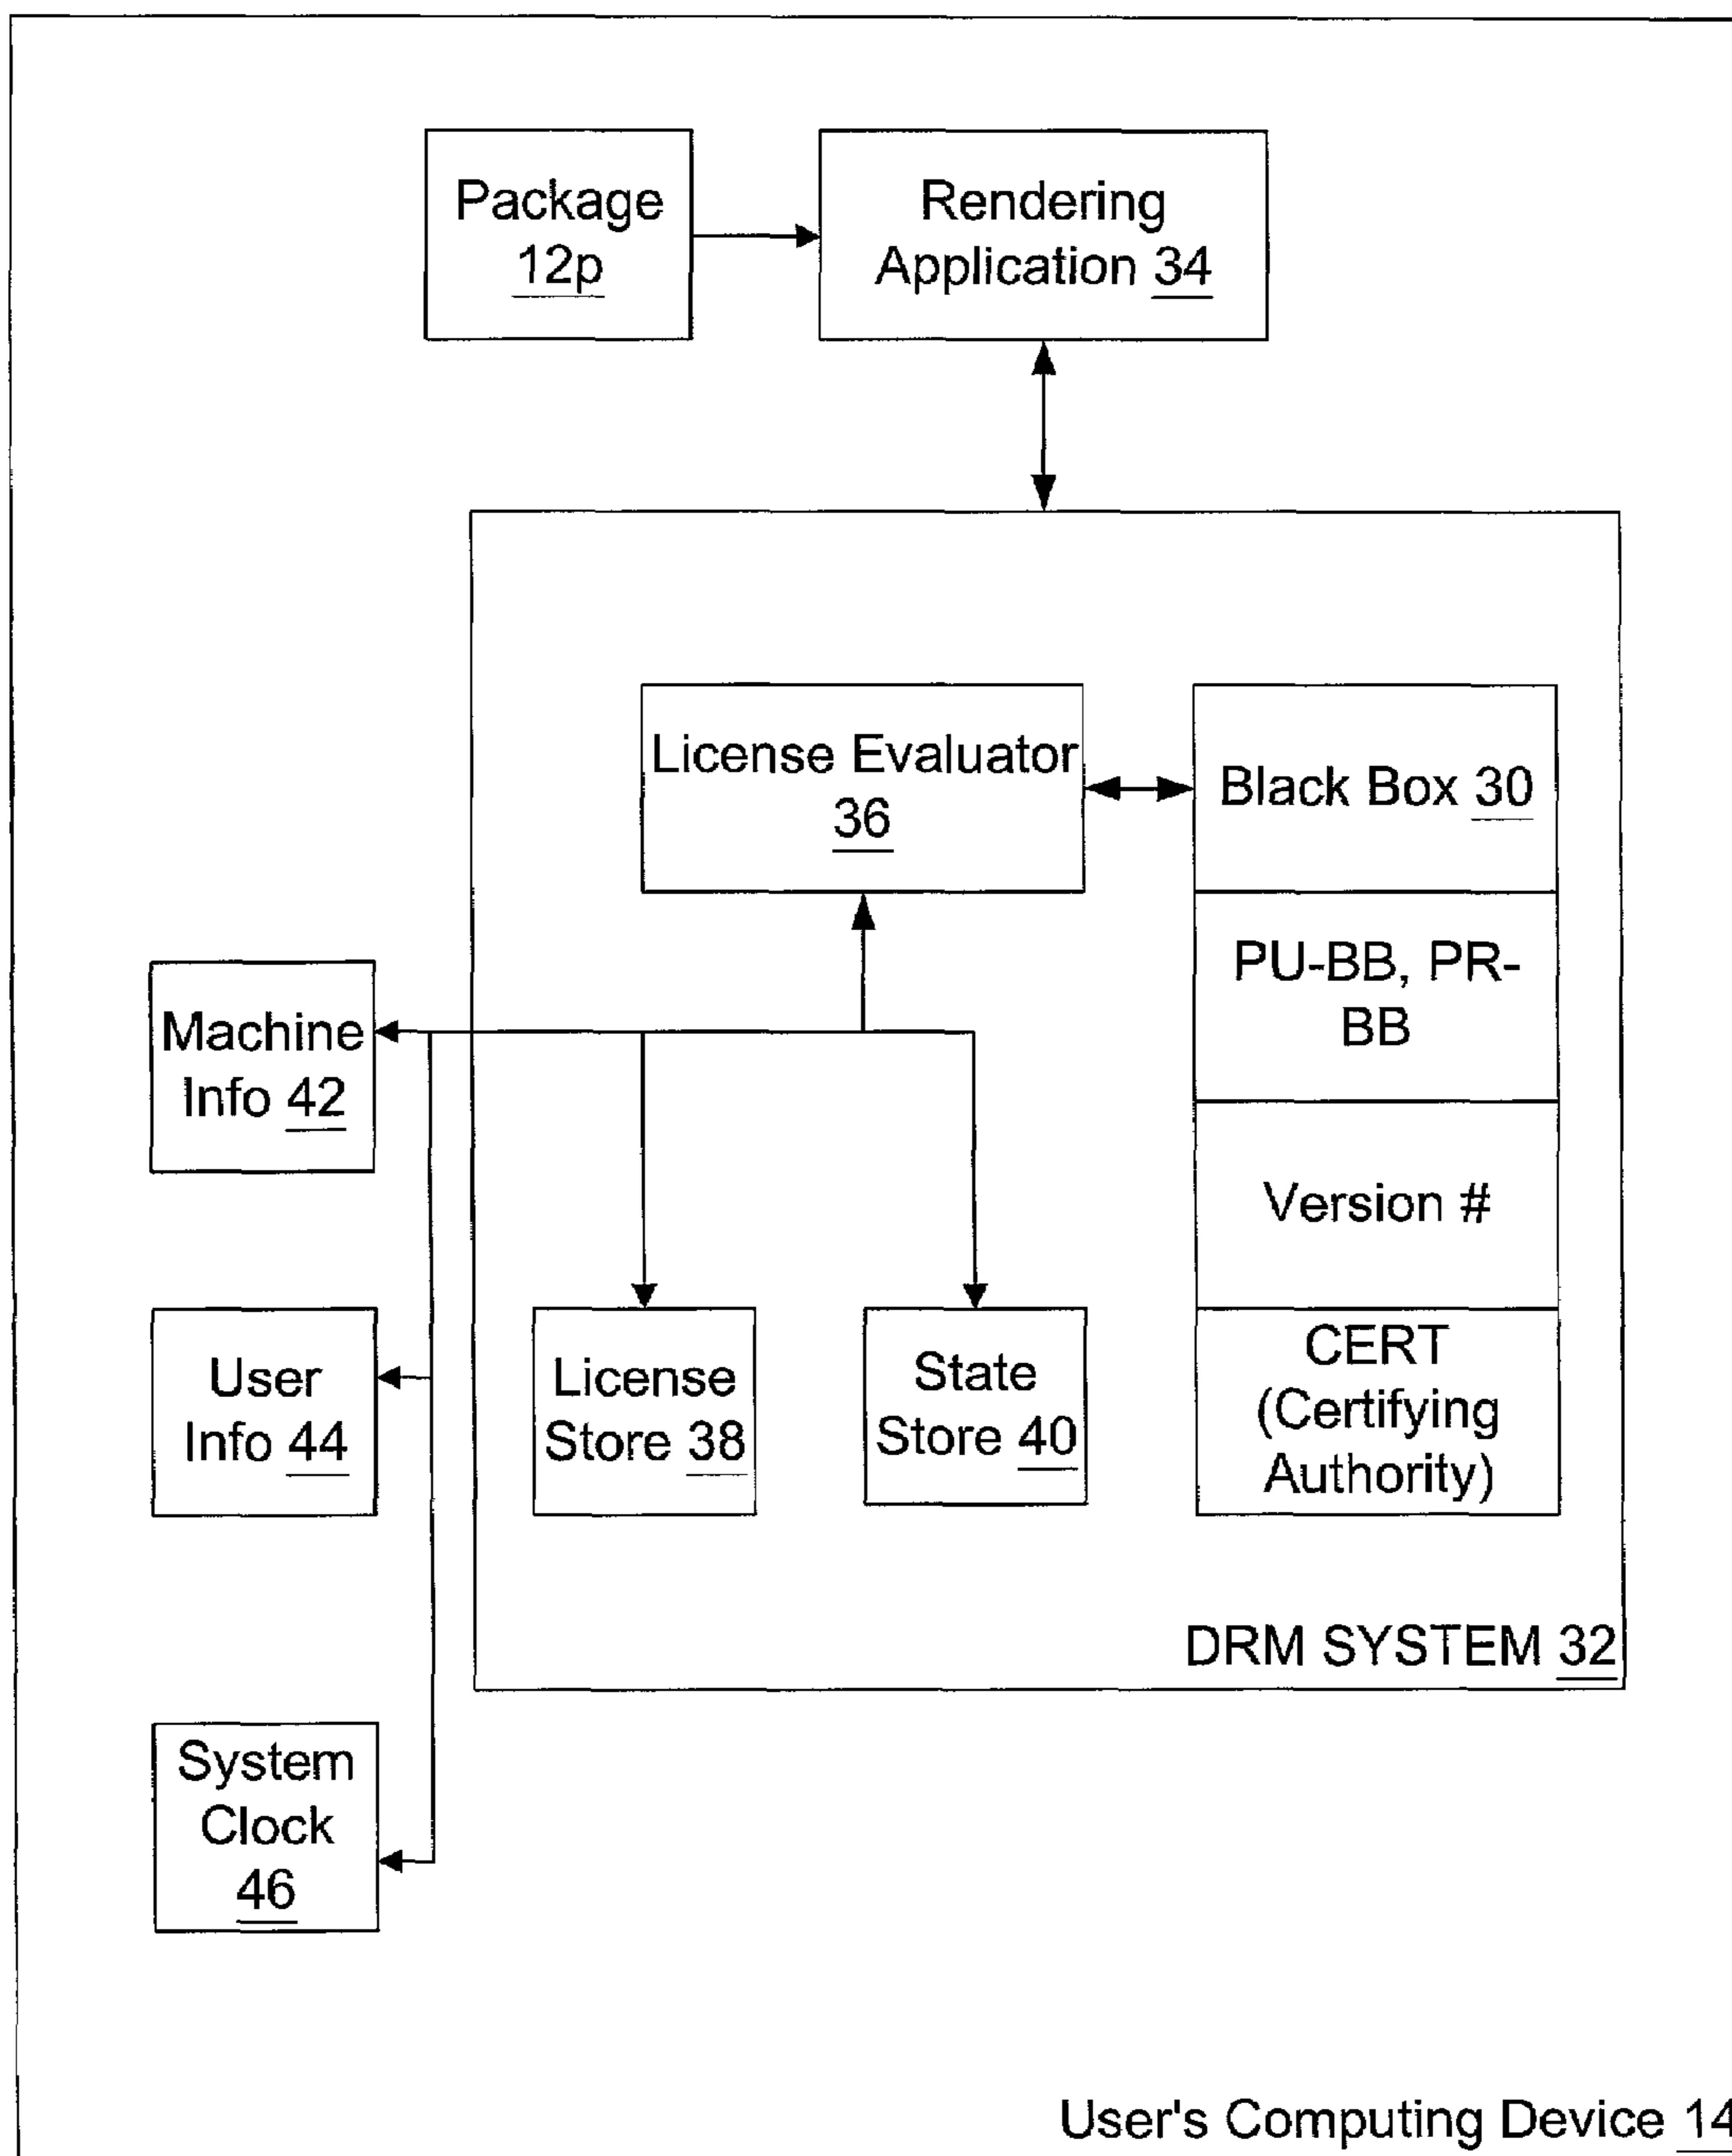 Package
12p
Rendering
Application 34
License Evaluator
36
Black Box 30
PU-BB, PR-
BB
Version #
CERT
(Certifying
Authority)
Machine
Info 42
User
Info 44
System
Clock
46
License
Store 38
State
Store 40
DRM SYSTEM 32
User's Computing Device 14